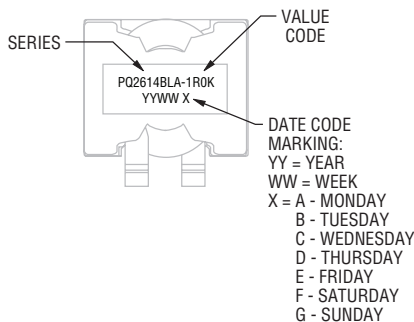 VALUE
CODE
SERIES
PQ2614BLA-1R0K
YYWW X
DATE CODE
MARKING:
YY = YEAR
WW = WEEK
X = A - MONDAY
B - TUESDAY
C - WEDNESDAY
D - THURSDAY
E - FRIDAY
F - SATURDAY
G - SUNDAY